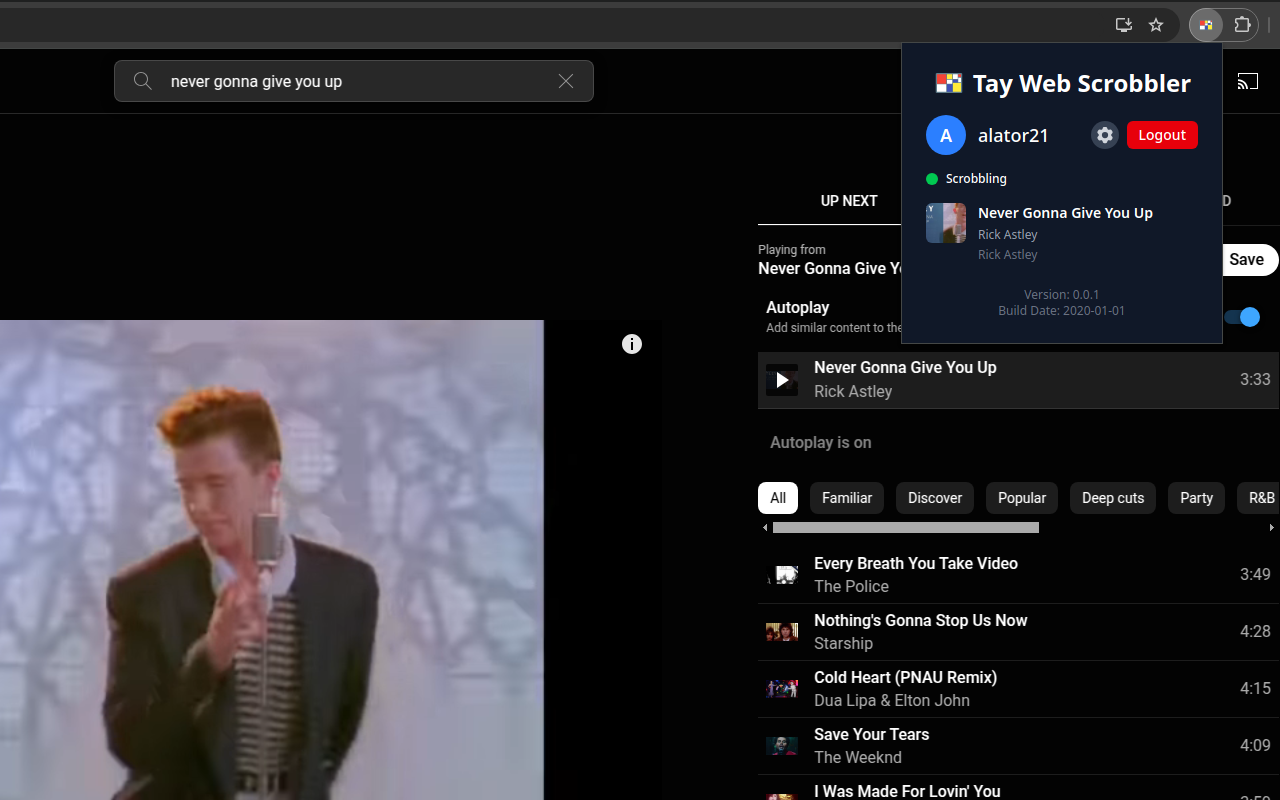 never gonna give you up
Tay Web Scrobbler
A
alator21
Logout
Scrobbling
Never Gonna Give You Up
Rick Astley
Rick Astley
Version: 0.0.1
Build Date: 2020-01-01
UP NEXT
D
Playing from
Never Gonna Give Y
Save
Autoplay
Add similar content to the
Never Gonna Give You Up
Rick Astley
3:33
Autoplay is on
All
Familiar
Discover
Popular
Deep cuts
Party
R&B
Every Breath You Take Video
The Police
3:49
Nothing's Gonna Stop Us Now
Starship
4:28
Cold Heart (PNAU Remix)
Dua Lipa & Elton John
4:15
Save Your Tears
The Weeknd
4:09
I Was Made For Lovin' You